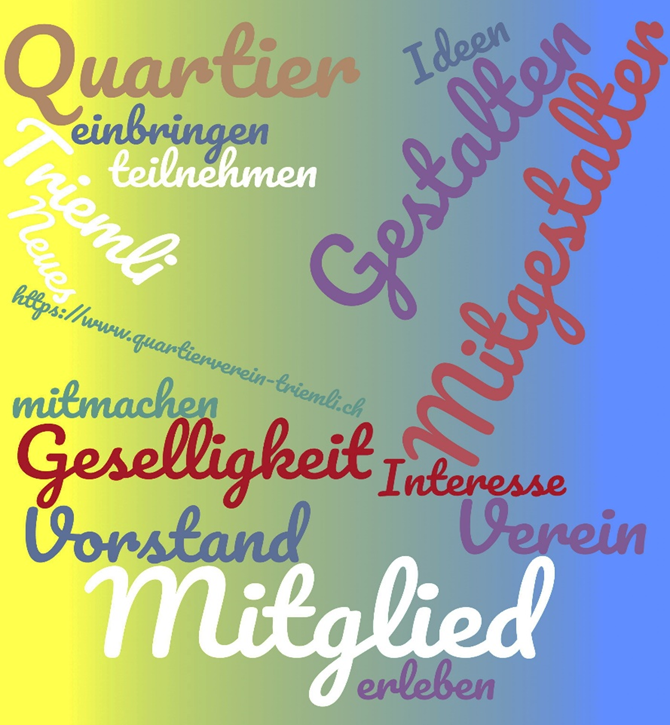 Quartier
Ideen
einbringen
teilnehmen
Gestalten
Mitgestalten
Triemli
Neues
https://www.quartierverein-triemli.ch
mitmachen
Geselligkeit
Interesse
Vorstand
Verein
Mitglied
erleben